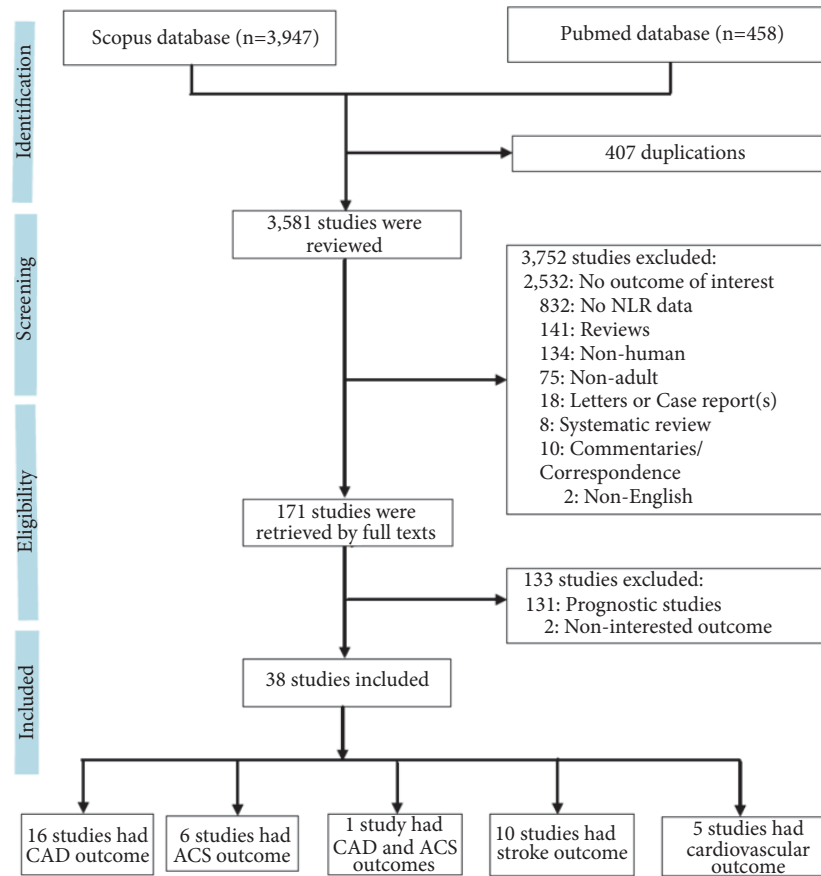 Identification
Scopus database (n=3,947)
Pubmed database (n=458)
407 duplications
Screening
3,581 studies were
reviewed
3,752 studies excluded:
2,532: No outcome of interest
832: No NLR data
141: Reviews
134: Non-human
75: Non-adult
18: Letters or Case report(s)
8: Systematic review
10: Commentaries/
Correspondence
2: Non-English
Eligibility
171 studies were
retrieved by full texts
133 studies excluded:
131: Prognostic studies
2: Non-interested outcome
Included
38 studies included
16 studies had
CAD outcome
6 studies had
ACS outcome
1 study had
CAD and ACS
outcomes
10 studies had
stroke outcome
5 studies had
cardiovascular
outcome